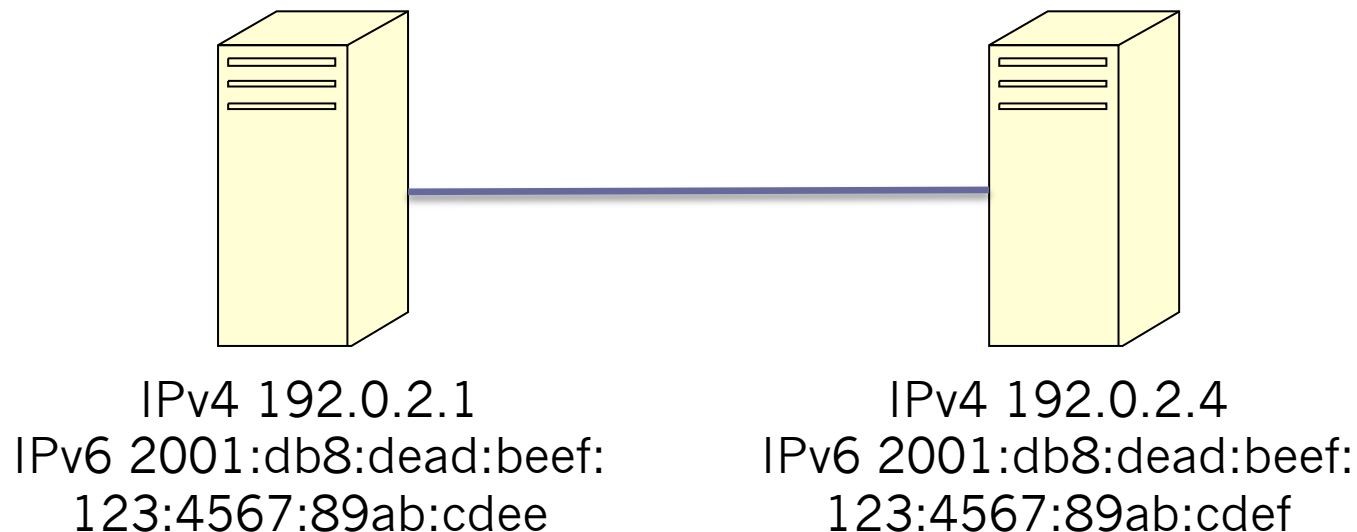 IPv4 192.0.2.1
IPv6 2001:db8:dead:beef:
123:4567:89ab:cdee
IPv4 192.0.2.4
IPv6 2001:db8:dead:beef:
123:4567:89ab:cdef